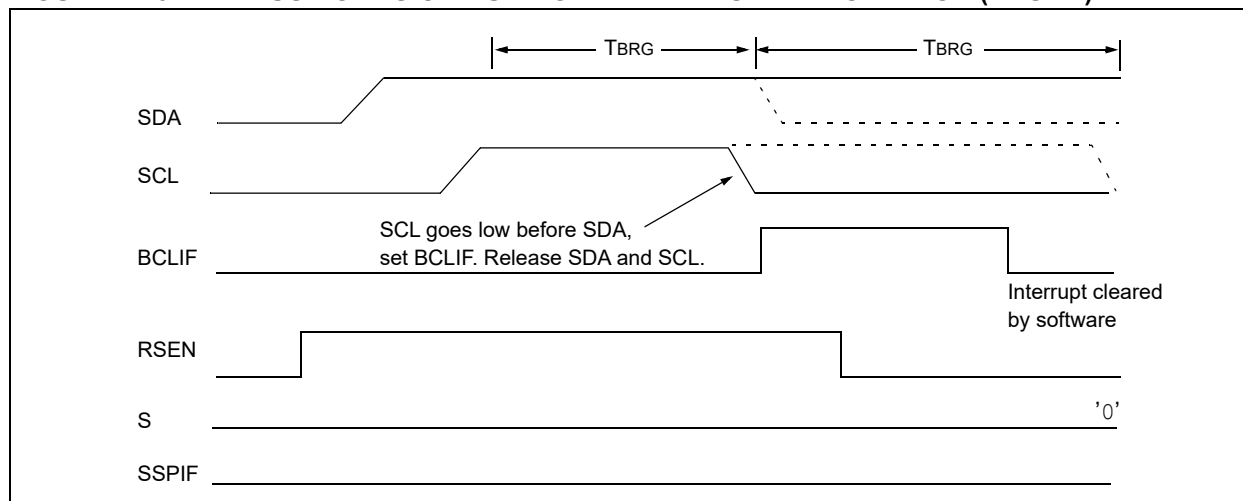 TBRG TBRG
SDA
SCL
SCL goes low before SDA,
set BCLIF. Release SDA and SCL.
BCLIF
Interrupt cleared
by software
RSEN
S '0'
SSPIF